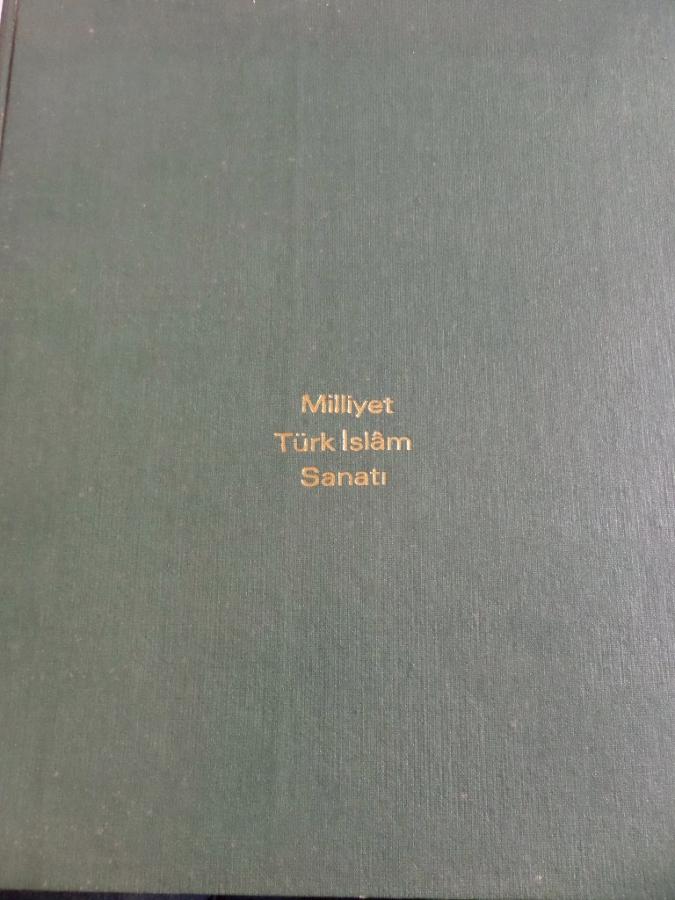 Milliyet
Türk İslâm
Sanatı